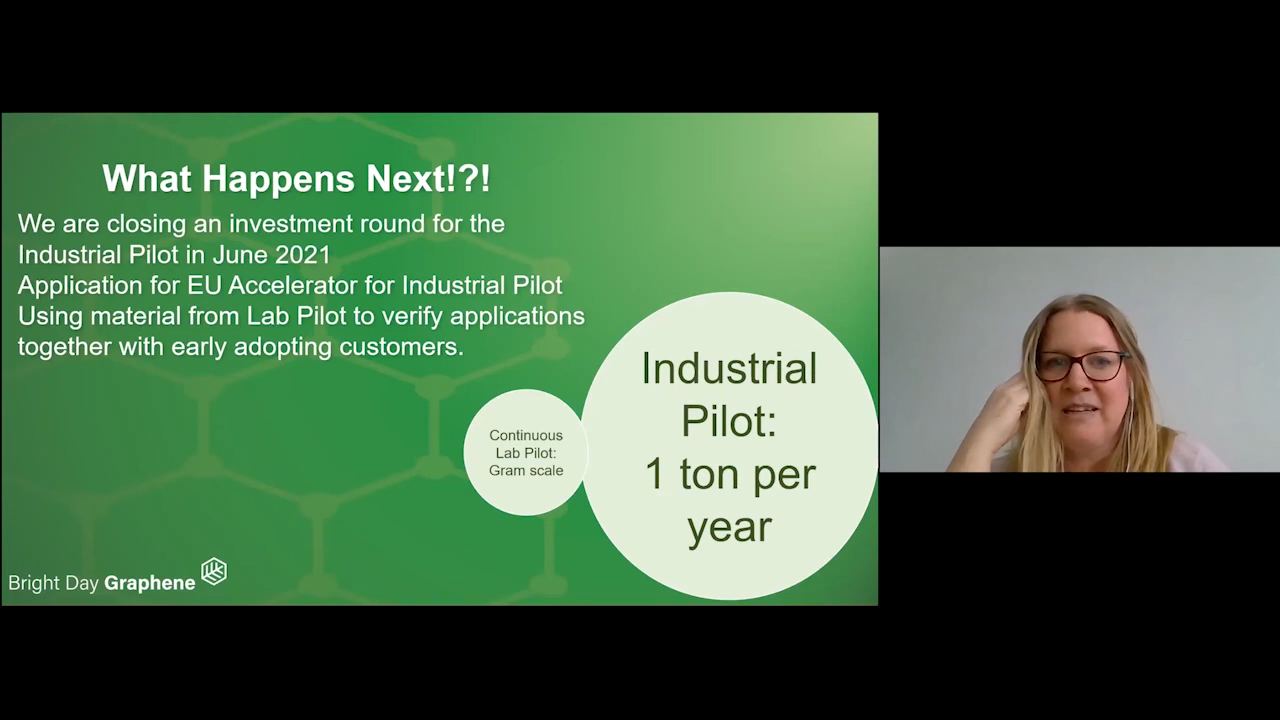 What Happens Next!?!
We are closing an investment round for the
Industrial Pilot in June 2021
Application for EU Accelerator for Industrial Pilot
Using material from Lab Pilot to verify applications
together with early adopting customers.
Continuous
Lab Pilot:
Gram scale
Industrial
Pilot:
1 ton per
year
Bright Day Graphene